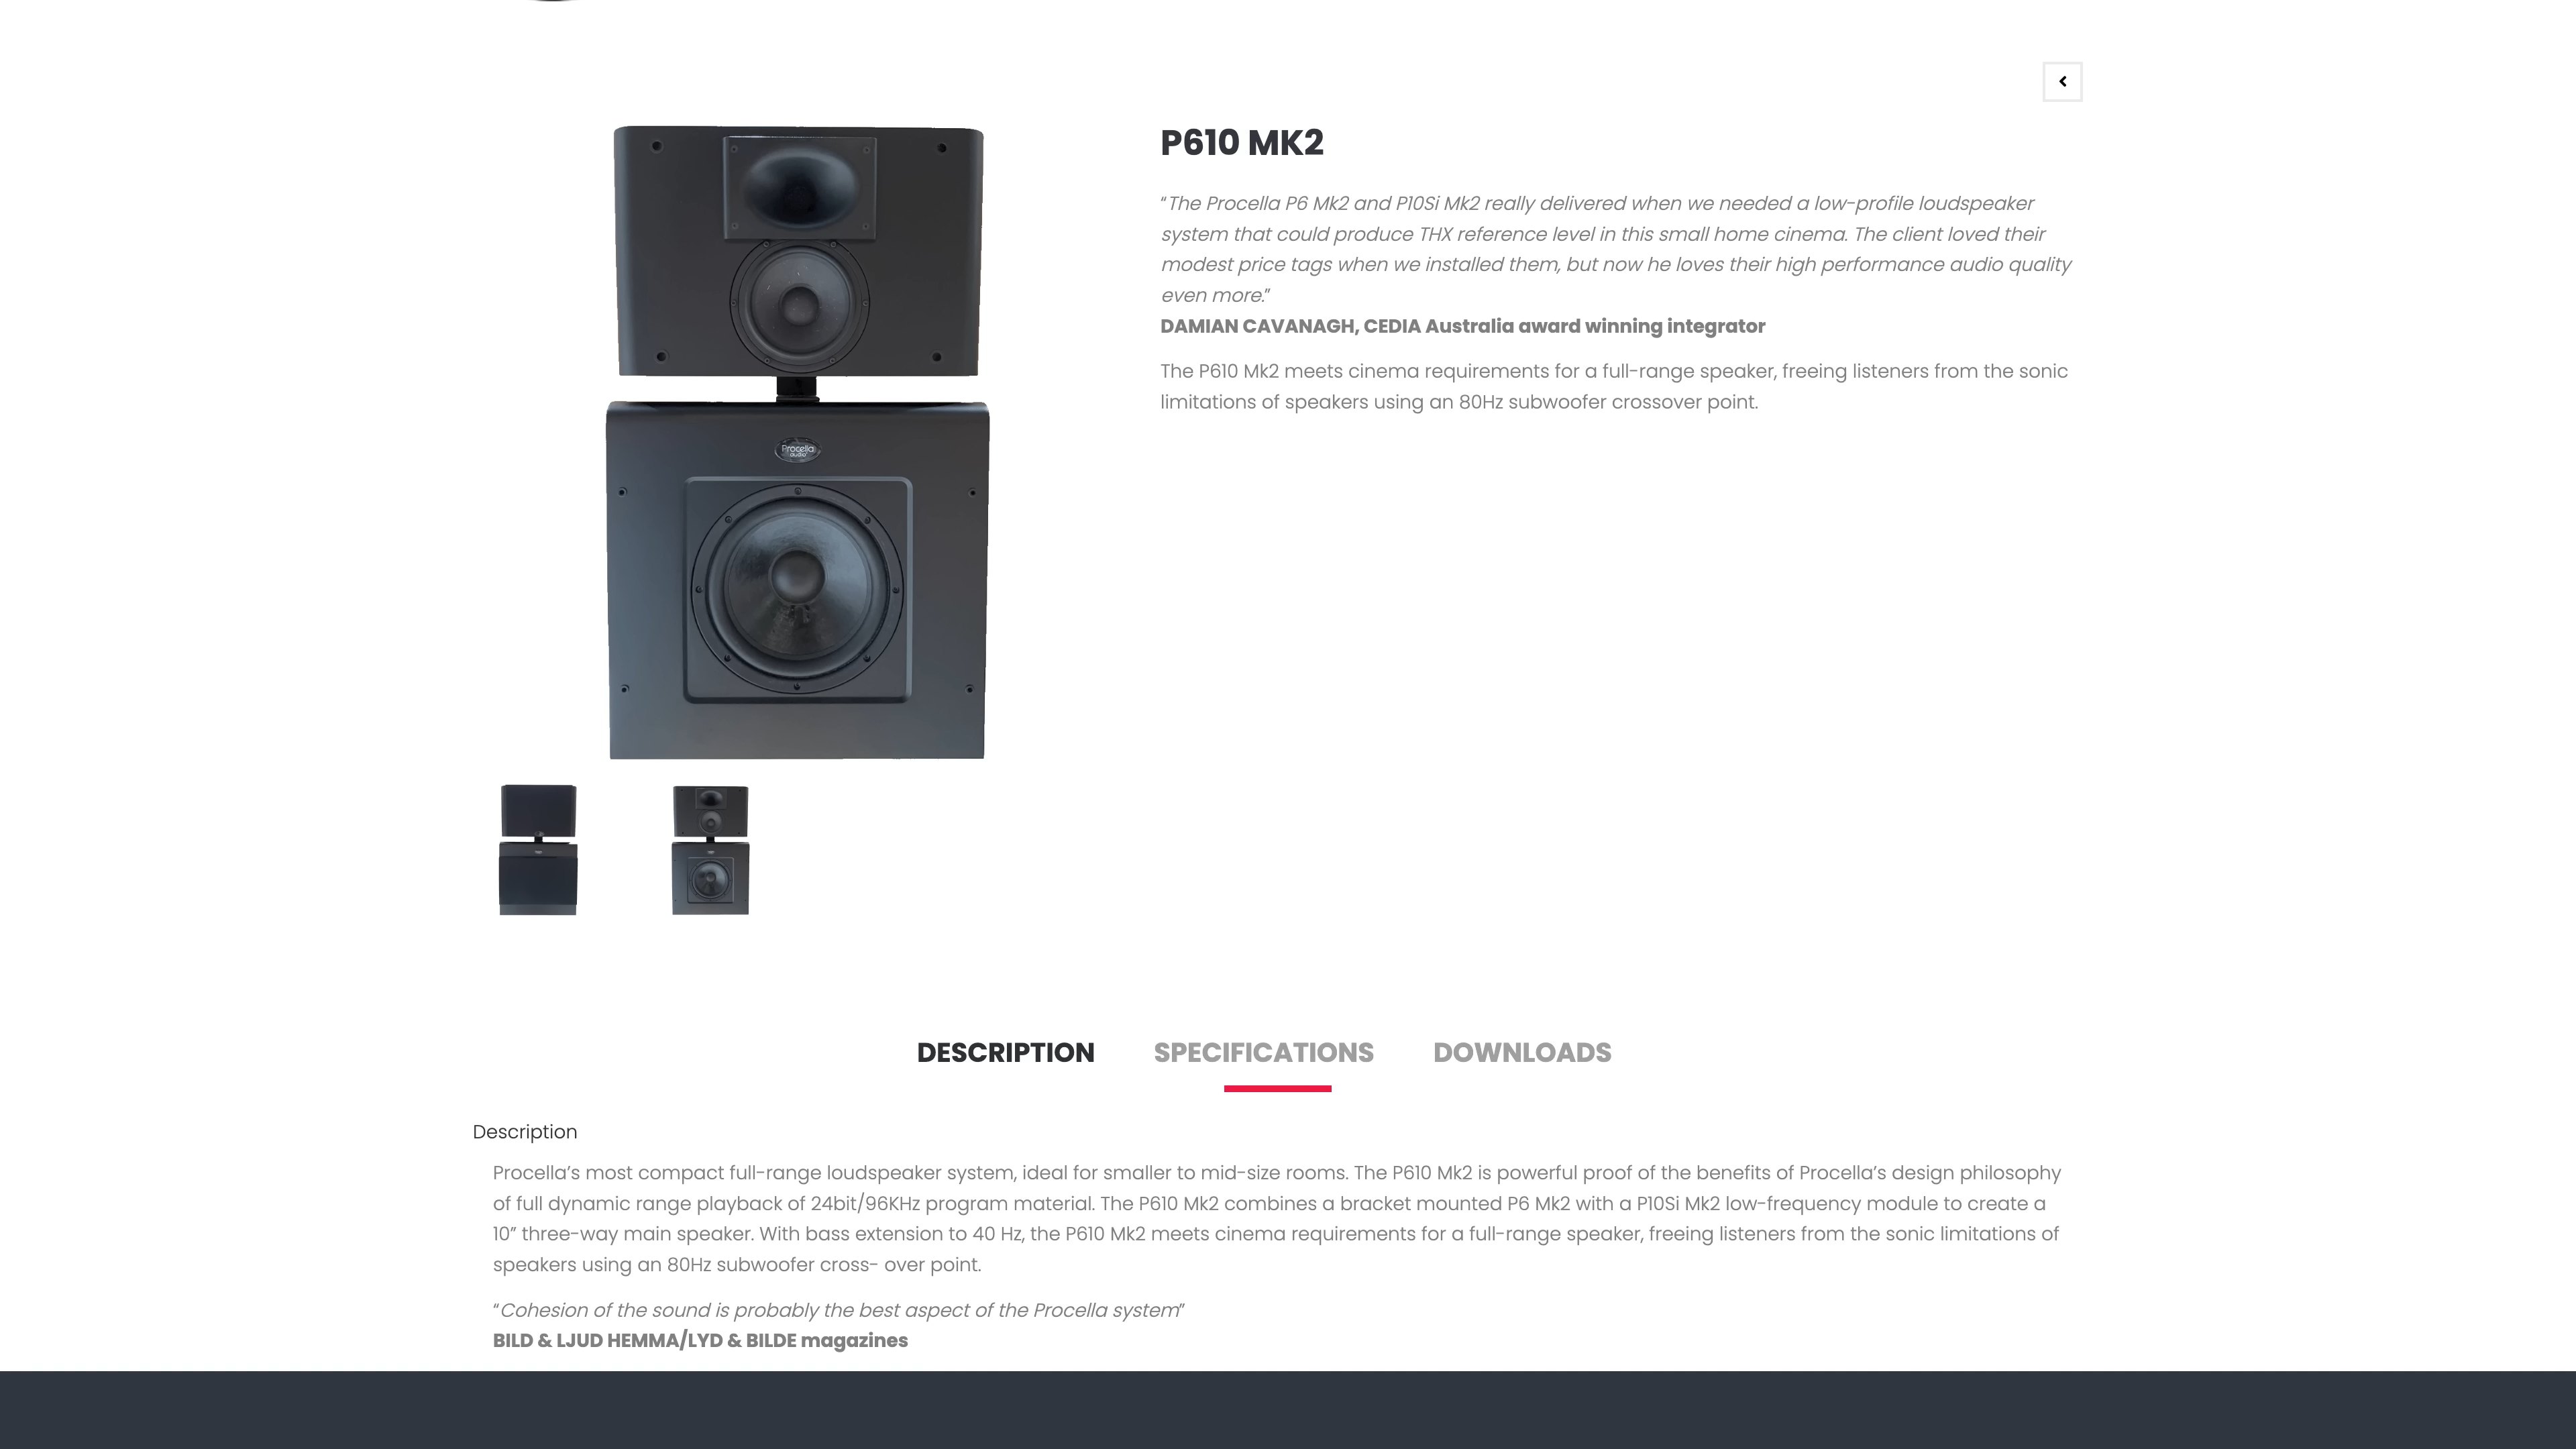 P610 MK2
“The Procella P6 Mk2 and P10Si Mk2 really delivered when we needed a low-profile loudspeaker
system that could produce THX reference level in this small home cinema. The client loved their
modest price tags when we installed them, but now he loves their high performance audio quality
even more.”
DAMIAN CAVANAGH, CEDIA Australia award winning integrator
The P610 Mk2 meets cinema requirements for a full-range speaker, freeing listeners from the sonic
limitations of speakers using an 80Hz subwoofer crossover point.
Procella
audio
DESCRIPTION SPECIFICATIONS DOWNLOADS
Description
Procella’s most compact full-range loudspeaker system, ideal for smaller to mid-size rooms. The P610 Mk2 is powerful proof of the benefits of Procella’s design philosophy
of full dynamic range playback of 24bit/96KHz program material. The P610 Mk2 combines a bracket mounted P6 Mk2 with a P10Si Mk2 low-frequency module to create a
10” three-way main speaker. With bass extension to 40 Hz, the P610 Mk2 meets cinema requirements for a full-range speaker, freeing listeners from the sonic limitations of
speakers using an 80Hz subwoofer cross- over point.
“Cohesion of the sound is probably the best aspect of the Procella system”
BILD & LJUD HEMMA/LYD & BILDE magazines